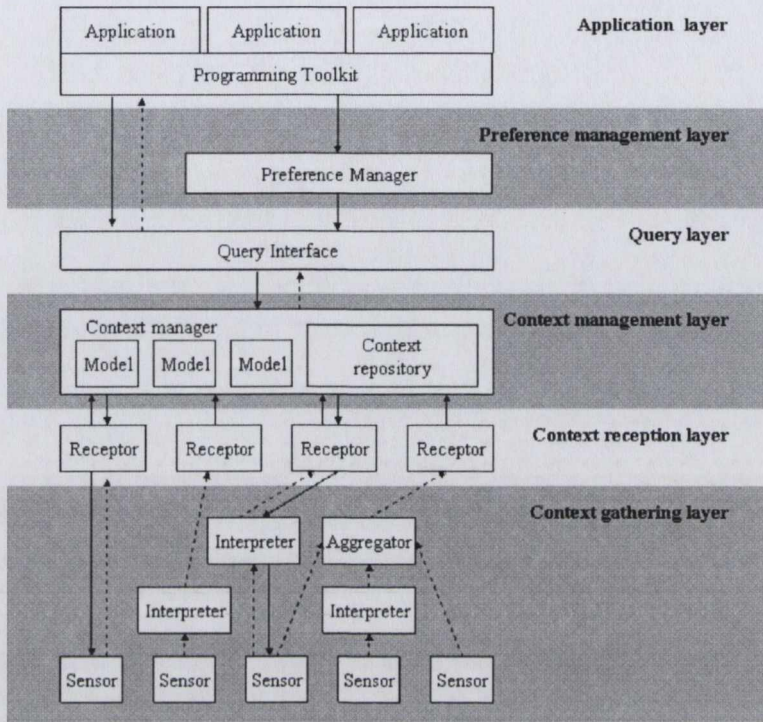 Application Application Application Application layer
Programming Toolkit
Preference management layer
Preference Manager
Query layer
Query Interface
Context management layer
Context manager
Model Model Model
Context
repository
Receptor Receptor Receptor Receptor
Context reception layer
Context gathering layer
Interpreter Aggregator
Interpreter Interpreter
Sensor Sensor Sensor Sensor Sensor